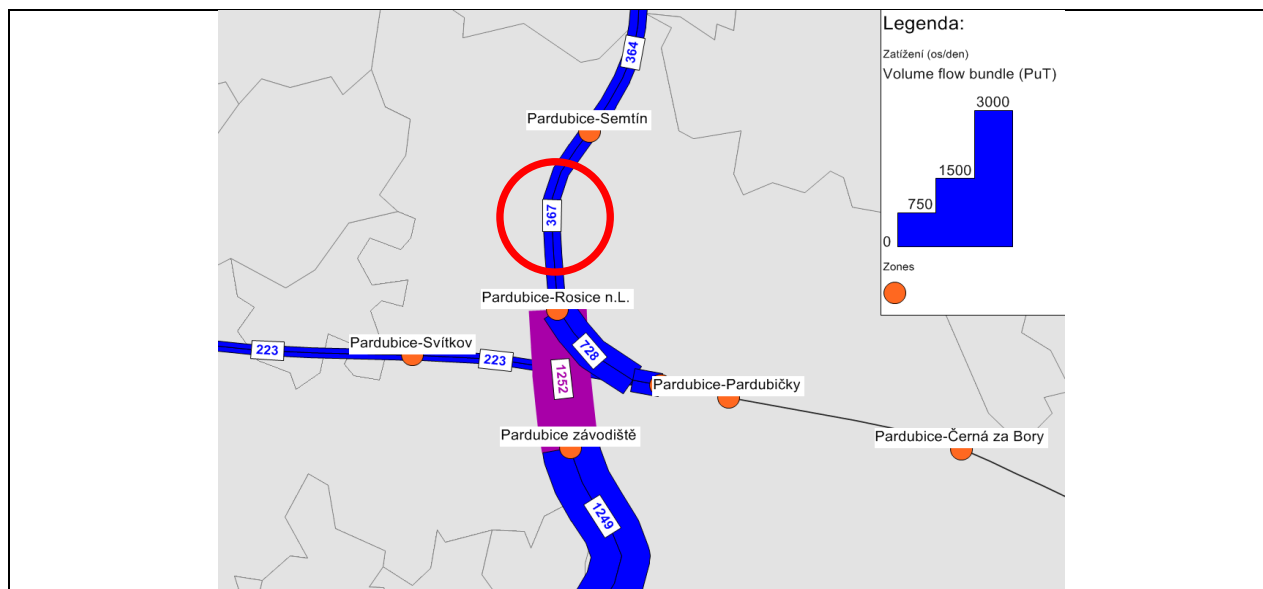 Legenda:
Zatížení (os/den)
Volume flow bundle (PuT)
3000
1500
750
0
Zones
364
Pardubice-Semtín
367
Pardubice-Rosice n.L.
Pardubice-Svítkov
223
223
728
1252
Pardubice-Pardubičky
Pardubice závodiště
Pardubice-Černá za Bory
1249